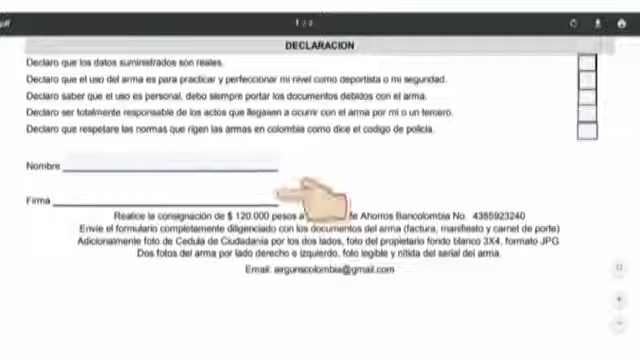 1 / 2
DECLARACION
Declaro que los datos suministrados son reales.
Declaro que el uso del arma es para practicar y perfeccionar mi nivel como deportista o mi seguridad.
Declaro saber que el uso es personal, debo siempre portar los documentos debidos con el arma.
Declaro ser totalmente responsable de los actos que llegasen a ocurrir con el arma por mi o un tercero.
Declaro que respetare las normas que rigen las armas en colombia como dice el codigo de policia.
Nombre
Firma
Realice la consignación de $ 120.000 pesos a de Ahorros Bancolombia No. 4385923240
Envie el formulario completamente diligenciado con los documentos del arma (factura, manifiesto y carnet de porte)
Adicionalmente foto de Cedula de Ciudadania por los dos lados, foto del propietario fondo blanco 3X4, formato JPG
Dos fotos del arma por lado derecho e izquierdo, foto legible y nitida del serial del arma.
Email: airgunscolombia@gmail.com